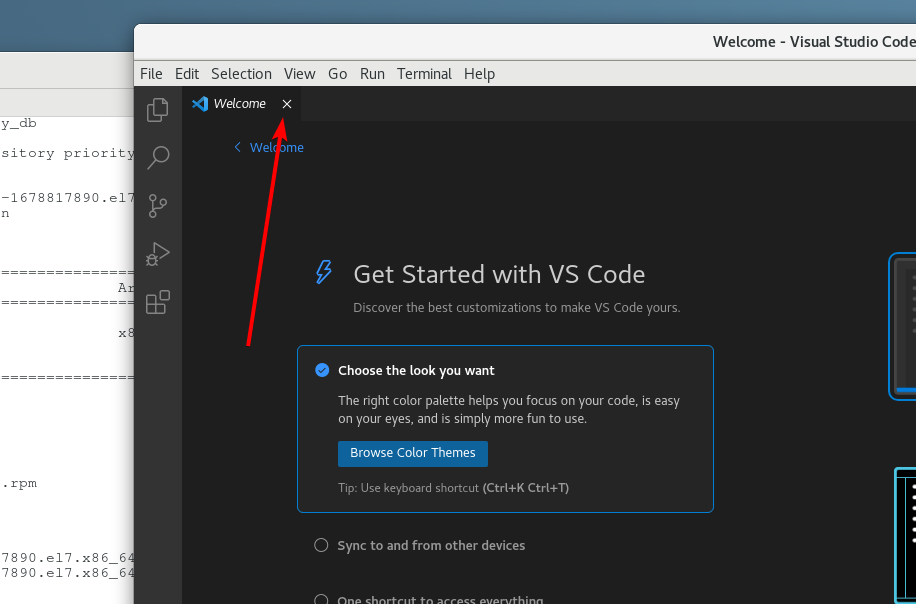 Welcome - Visual Studio Code
File Edit Selection View Go Run Terminal Help
Welcome
Welcome
y_db
sitory priority
-1678817890.el7
n
================
Ar
================
x8
================
.rpm
7890.el7.x86_64
7890.el7.x86_64
Get Started with VS Code
Discover the best customizations to make VS Code yours.
Choose the look you want
The right color palette helps you focus on your code, is easy
on your eyes, and is simply more fun to use.
Browse Color Themes
Tip: Use keyboard shortcut (Ctrl+K Ctrl+T)
Sync to and from other devices
One shortcut to access everything